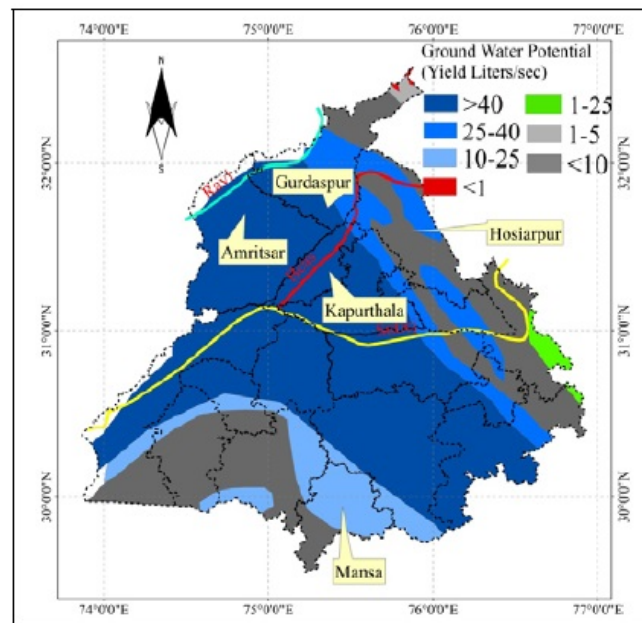 74°0'0"E 75°0'0"E 76°0'0"E 77°0'0"E
Ground Water Potential
(Yield Liters/sec)
>40 1-25
25-40 1-5
10-25 <10
<1
N
S
32°0'0"N 32°0'0"N
Ravi
Gurdaspur
Hosiarpur
Amritsar
Kapurthala
31°0'0"N 31°0'0"N
30°0'0"N 30°0'0"N
Mansa
74°0'0"E 75°0'0"E 76°0'0"E 77°0'0"E